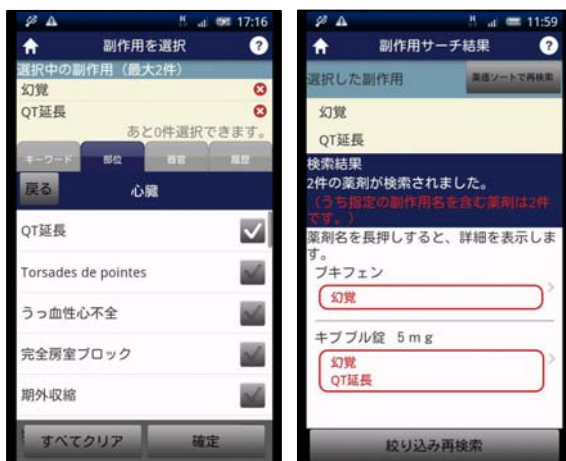 17:16
副作用を選択
?
選択中の副作用（最大2件）
幻覚
QT延長
あと0件選択できます。
キーワード 部位 器官 履歴
戻る 心臓
QT延長
Torsades de pointes
うっ血性心不全
完全房室ブロック
期外収縮
すべてクリア 確定
11:59
副作用サーチ結果
?
選択した副作用 薬価ソートで再検索
幻覚
QT延長
検索結果
2件の薬剤が検索されました。
（うち指定の副作用名を含む薬剤は2件
です。）
薬剤名を長押しすると、詳細を表示しま
す。
プキフェン
幻覚
キブブル錠 5mg
幻覚
QT延長
絞り込み再検索